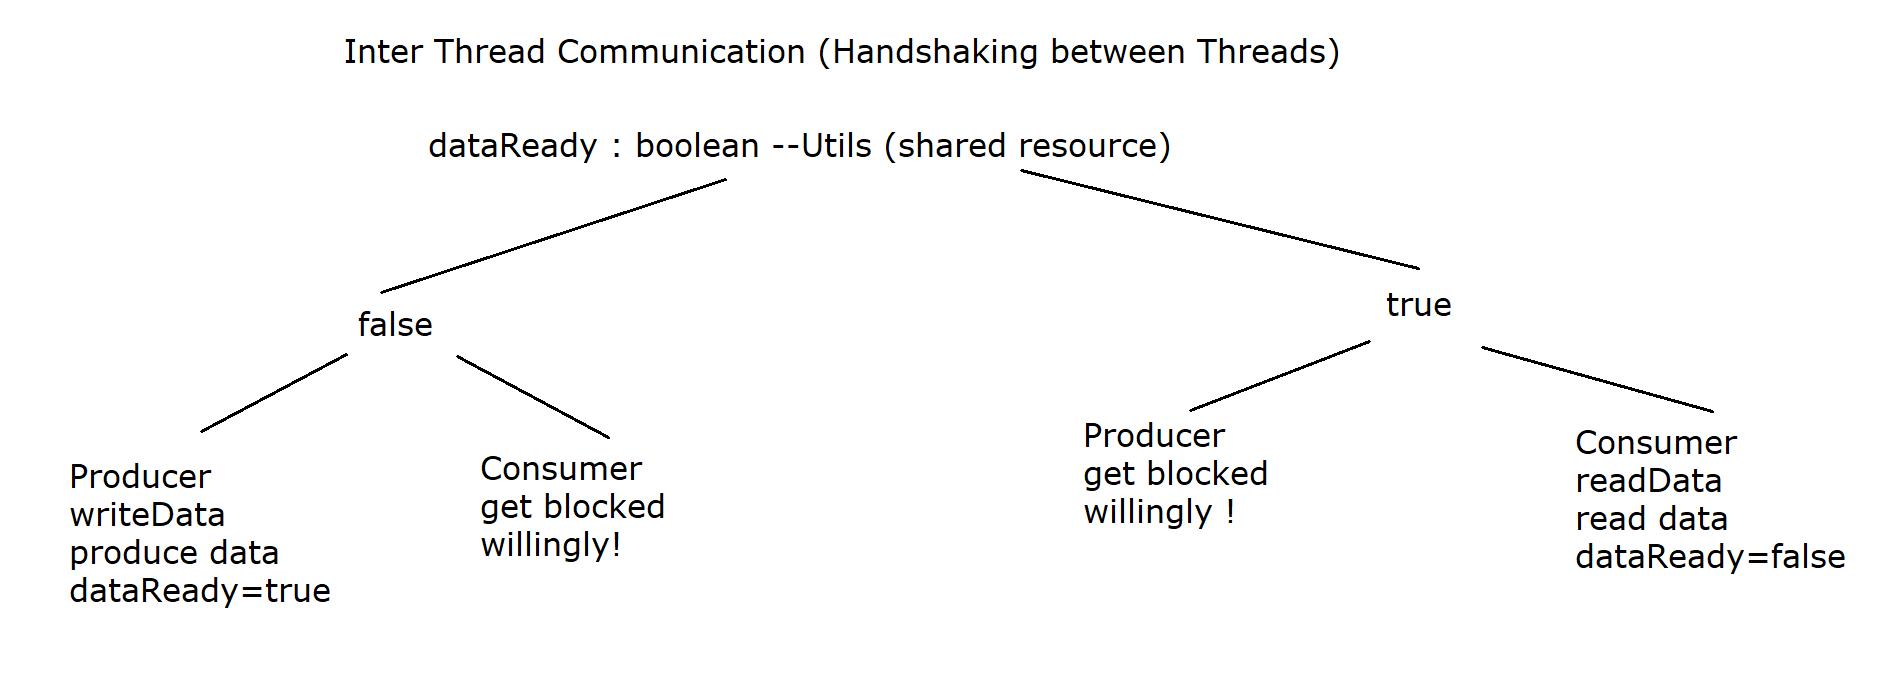 Inter Thread Communication (Handshaking between Threads)
dataReady : boolean --Utils (shared resource)
false
true
Producer
writeData
produce data
dataReady=true
Consumer
get blocked
willingly!
Producer
get blocked
willingly !
Consumer
readData
read data
dataReady=false